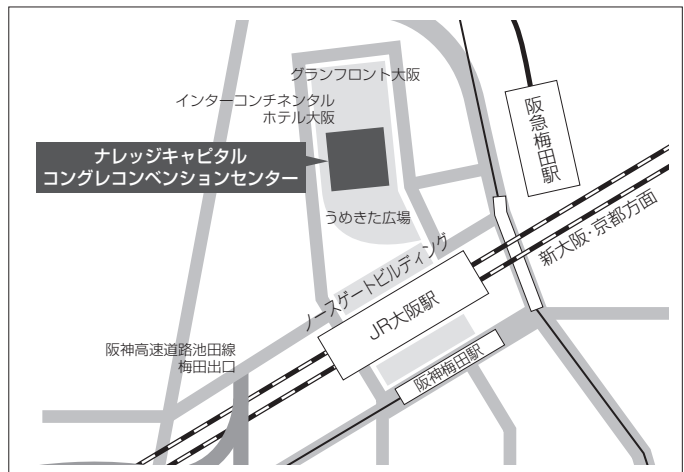 グランフロント大阪
インターコンチネンタル
ホテル大阪
ナレッジキャピタル
コングレコンベンションセンター
阪急梅田駅
うめきた広場
新大阪・京都方面
ノースゲートビルディング
JR大阪駅
阪神高速道路池田線
梅田出口
阪神梅田駅